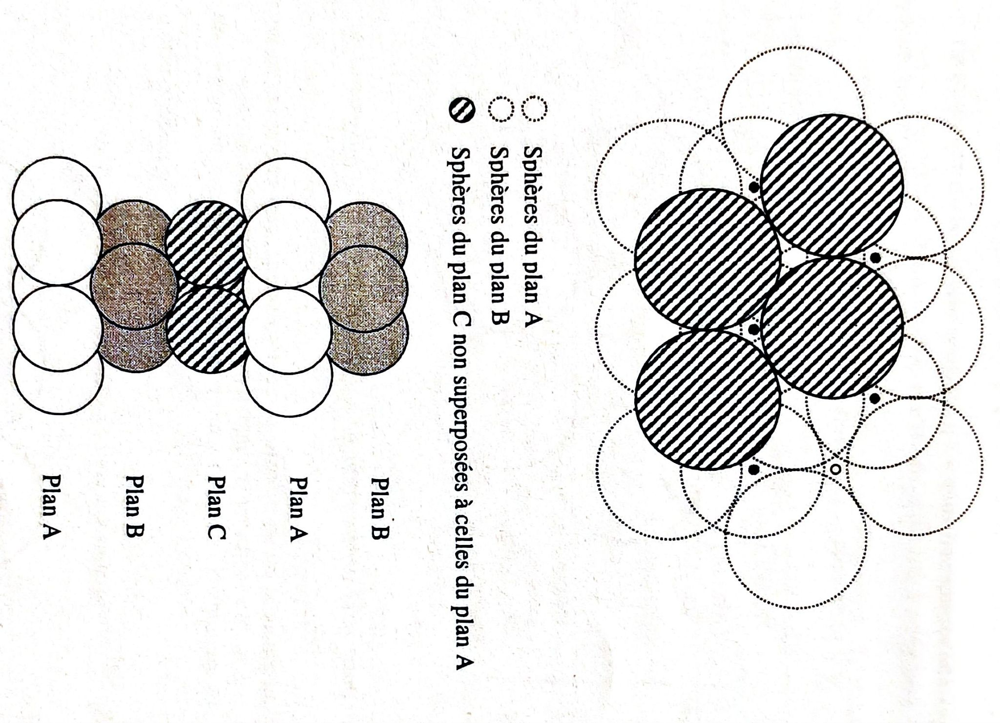 Sphères du plan A
Sphères du plan B
Sphères du plan C non superposées à celles du plan A
Plan B
Plan A
Plan C
Plan B
Plan A